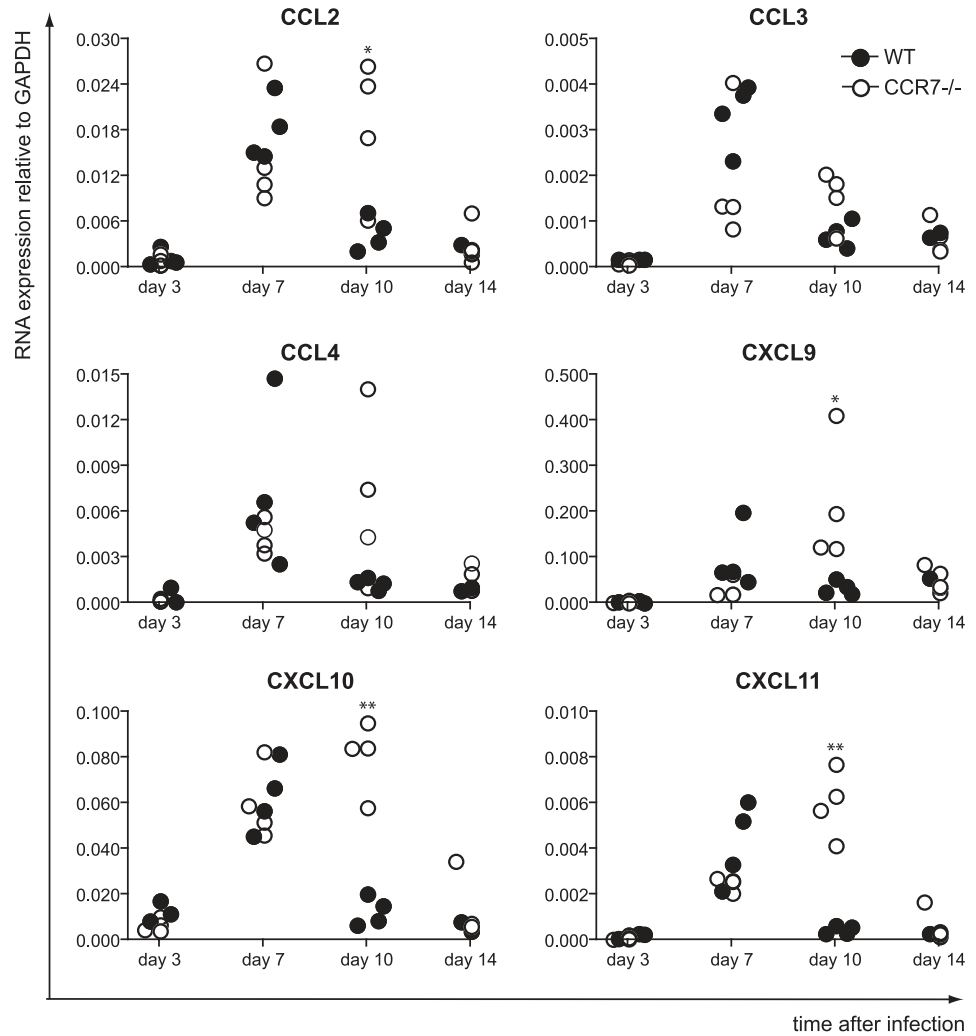 RNA expression relative to GAPDH
CCL2
0.030
0.024
0.018
0.012
0.006
0.000
*
day 3 day 7 day 10 day 14
CCL3
0.005
0.004
0.003
0.002
0.001
0.000
WT
CCR7-/-
day 3 day 7 day 10 day 14
CCL4
0.015
0.012
0.009
0.006
0.003
0.000
day 3 day 7 day 10 day 14
CXCL9
0.500
0.400
0.300
0.200
0.100
0.000
*
day 3 day 7 day 10 day 14
CXCL10
0.100
0.080
0.060
0.040
0.020
0.000
**
day 3 day 7 day 10 day 14
CXCL11
0.010
0.008
0.006
0.004
0.002
0.000
**
day 3 day 7 day 10 day 14
time after infection